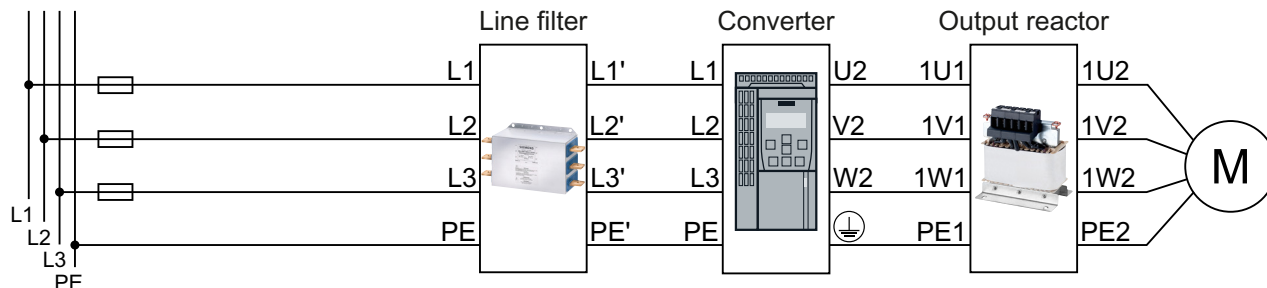 Line filter
Converter
Output reactor
L1 L1' L1 U2 1U1 1U2
L2 L2' L2 V2 1V1 1V2
L3 L3' L3 W2 1W1 1W2
PE PE' PE PE1 PE2
M
L1
L2
L3
PE